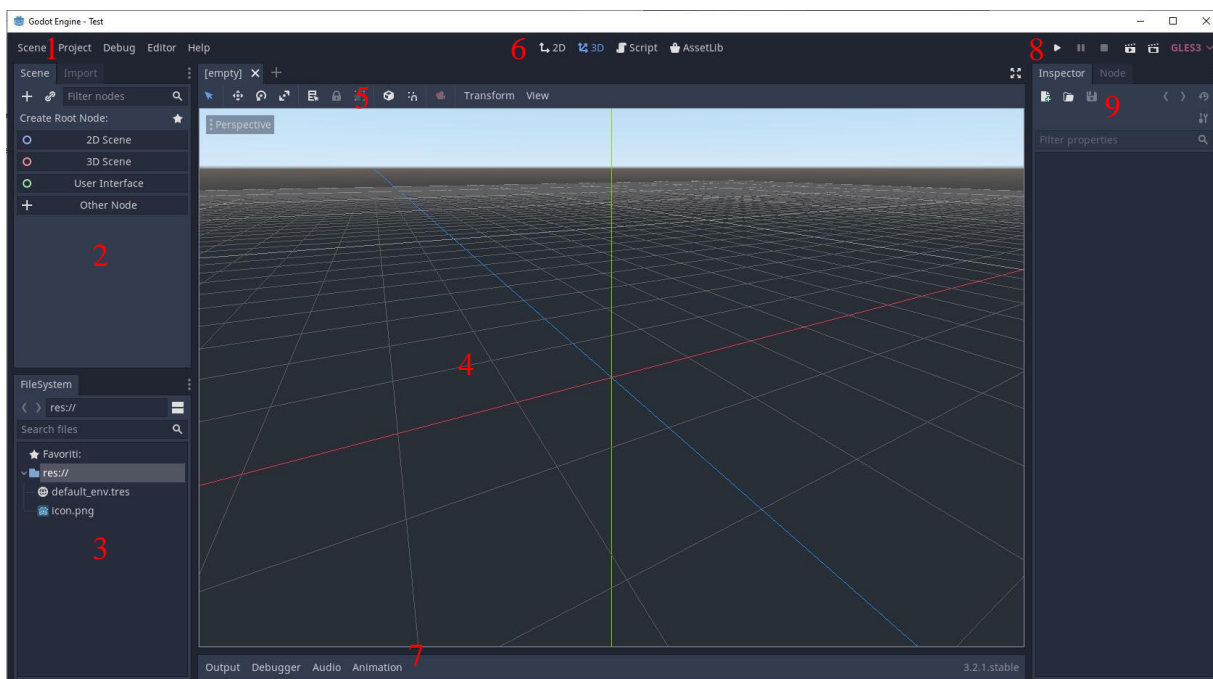 Godot Engine - Test
Scene 1 Project Debug Editor Help
6 2D 3D Script AssetLib
8 GLES3
Scene Import
[empty]
Inspector Node
Filter nodes
5
Transform View
9
Create Root Node:
Perspective
Filter properties
2D Scene
3D Scene
User Interface
Other Node
2
4
FileSystem
res://
Search files
Favoriti:
res://
default_env.tres
icon.png
3
7
Output Debugger Audio Animation
3.2.1.stable